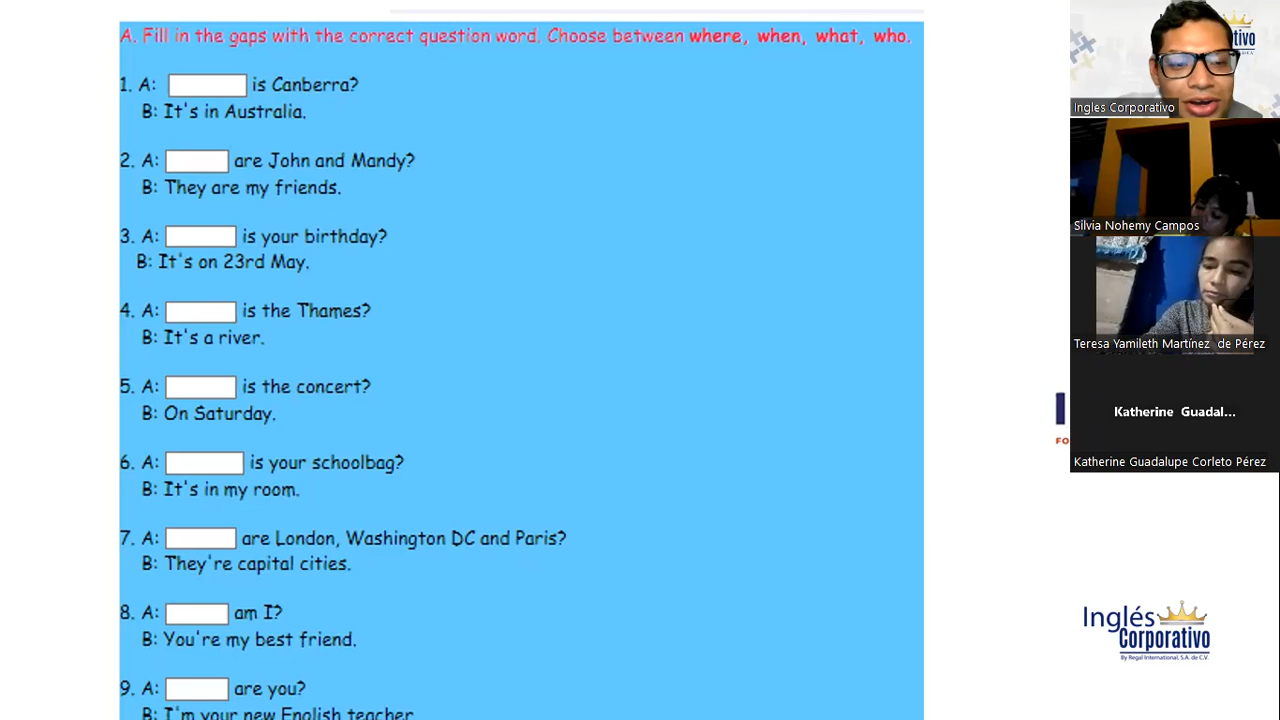 A. Fill in the gaps with the correct question word. Choose between where, when, what, who.
1. A: is Canberra?
B: It's in Australia.
2. A: are John and Mandy?
B: They are my friends.
3. A: is your birthday?
B: It's on 23rd May.
4. A: is the Thames?
B: It's a river.
5. A: is the concert?
B: On Saturday.
6. A: is your schoolbag?
B: It's in my room.
7. A: are London, Washington DC and Paris?
B: They're capital cities.
8. A: am I?
B: You're my best friend.
9. A: are you?
B: I'm your new English teacher.
Ingles Corporativo
Silvia Nohemy Campos
Teresa Yamileth Martínez de Pérez
Katherine Guadal...
Katherine Guadalupe Corleto Pérez
FO
Inglés
Corporativo
By Regal International, S.A. de C.V.